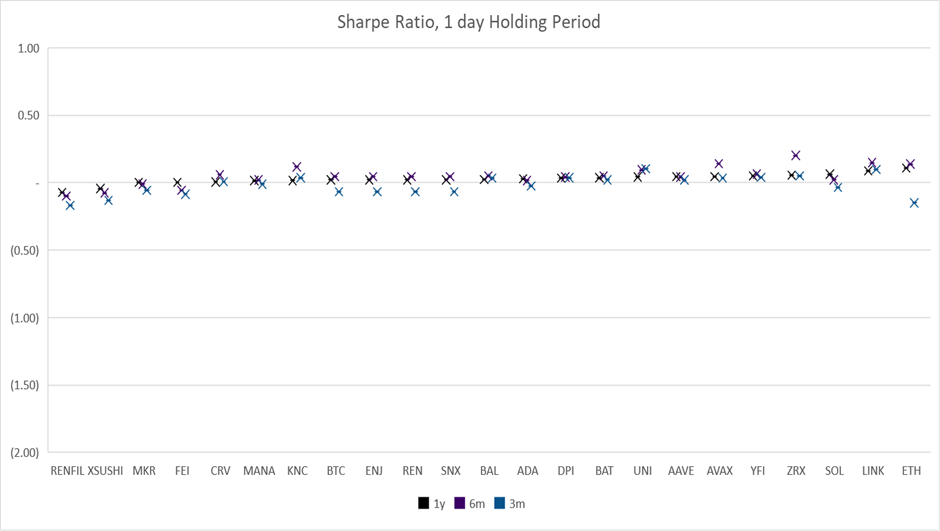 Sharpe Ratio, 1 day Holding Period
1.00
0.50
-
(0.50)
(1.00)
(1.50)
(2.00)
RENFIL XSUSHI MKR FEI CRV MANA KNC BTC ENJ REN SNX BAL ADA DPI BAT UNI AAVE AVAX YFI ZRX SOL LINK ETH
1y 6m 3m